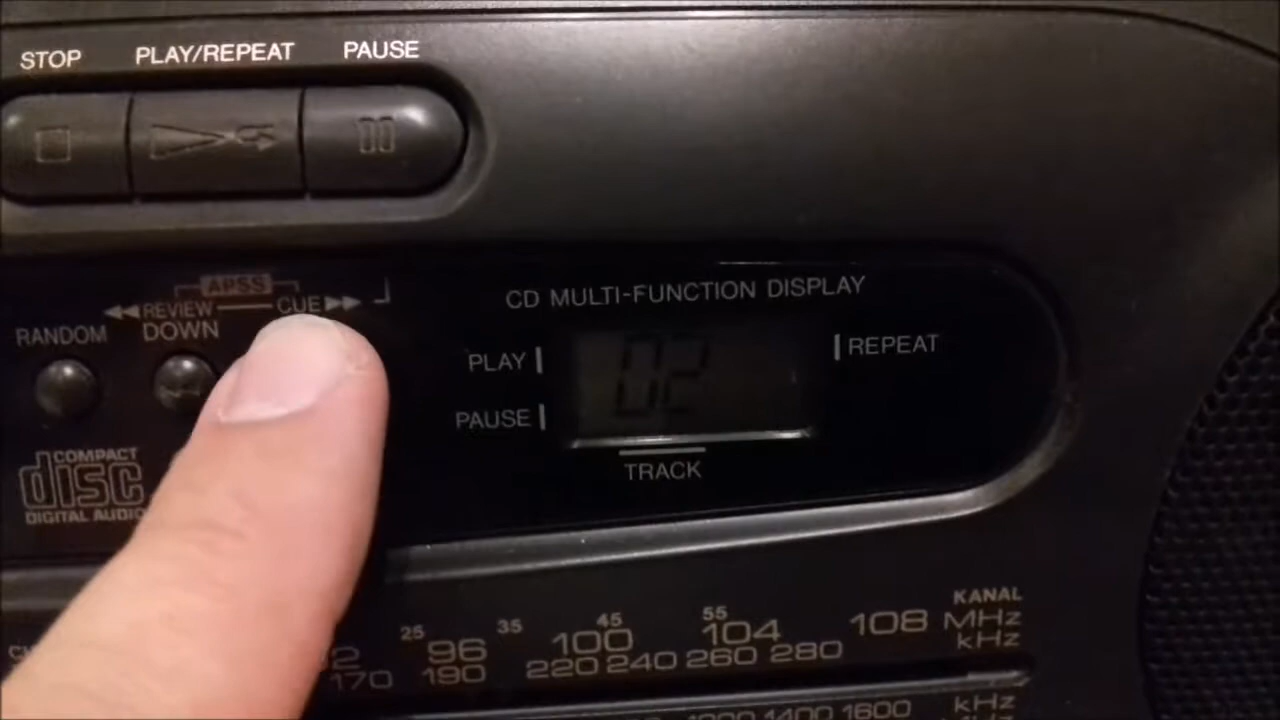 STOP PLAY/REPEAT PAUSE
APSS
REVIEW CUE
RANDOM DOWN
CD MULTI-FUNCTION DISPLAY
PLAY
REPEAT
02
PAUSE
TRACK
COMPACT
disc
DIGITAL AUDIO
KANAL
25 35 45 55
96 100 104 108 MHz
170 190 220 240 260 280 kHz
1400 1600 kHz